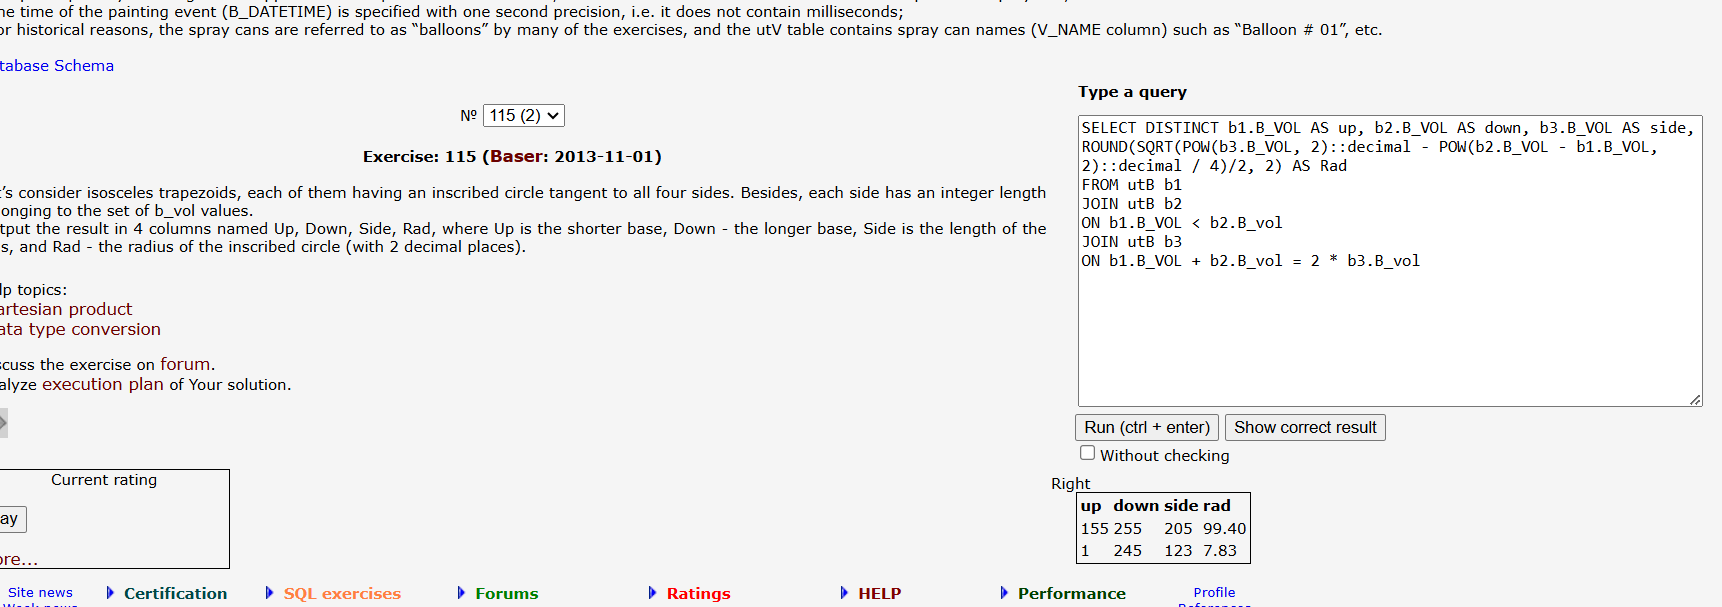 ne time of the painting event (B_DATETIME) is specified with one second precision, i.e. it does not contain milliseconds;
or historical reasons, the spray cans are referred to as “balloons” by many of the exercises, and the utV table contains spray can names (V_NAME column) such as “Balloon # 01”, etc.
tabase Schema
Nº 115 (2)
Exercise: 115 (Baser: 2013-11-01)
t’s consider isosceles trapezoids, each of them having an inscribed circle tangent to all four sides. Besides, each side has an integer length
onging to the set of b_vol values.
tput the result in 4 columns named Up, Down, Side, Rad, where Up is the shorter base, Down - the longer base, Side is the length of the
s, and Rad - the radius of the inscribed circle (with 2 decimal places).
lp topics:
artesian product
ata type conversion
scuss the exercise on forum.
alyze execution plan of Your solution.
Current rating
ay
ore...
Type a query
SELECT DISTINCT b1.B_VOL AS up, b2.B_VOL AS down, b3.B_VOL AS side,
ROUND(SQRT(POW(b3.B_VOL, 2)::decimal - POW(b2.B_VOL - b1.B_VOL,
2)::decimal / 4)/2, 2) AS Rad
FROM utB b1
JOIN utB b2
ON b1.B_VOL < b2.B_vol
JOIN utB b3
ON b1.B_VOL + b2.B_vol = 2 * b3.B_vol
Run (ctrl + enter) Show correct result
Without checking
Right
up down side rad
155 255 205 99.40
1 245 123 7.83
Site news Certification SQL exercises Forums Ratings HELP Performance Profile